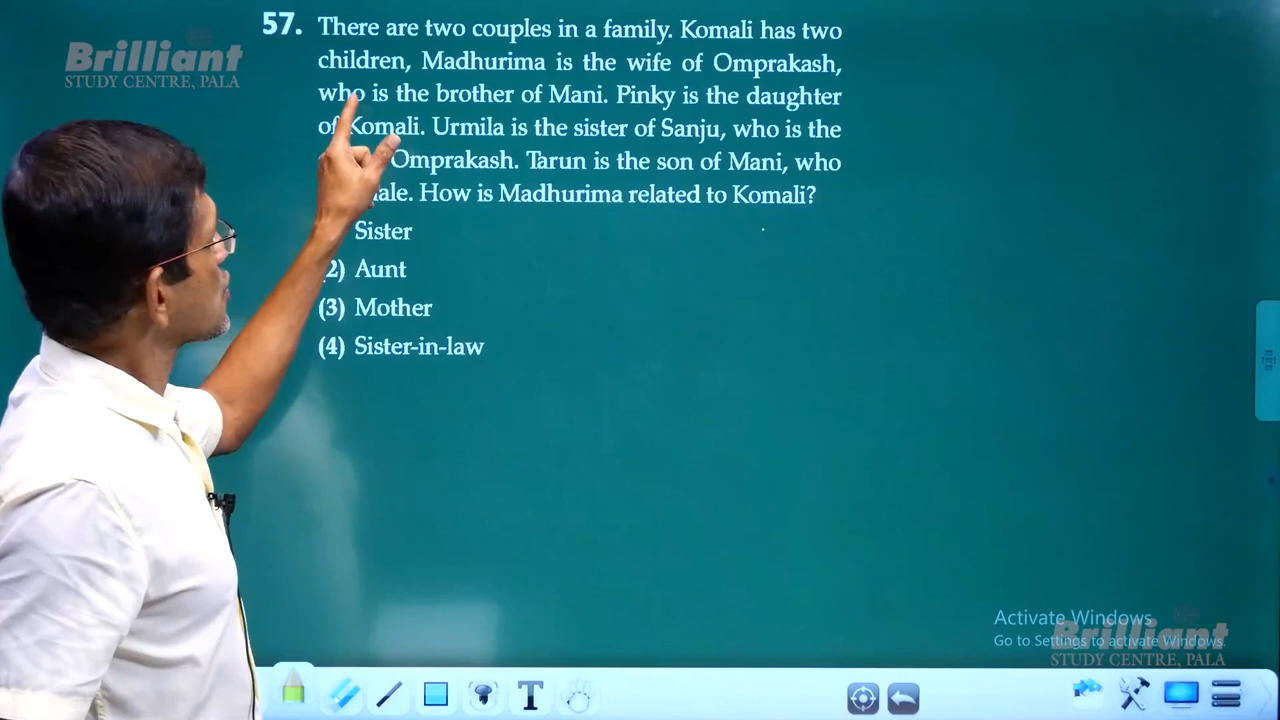 Brilliant
STUDY CENTRE, PALA
57. There are two couples in a family. Komali has two
children, Madhurima is the wife of Omprakash,
who is the brother of Mani. Pinky is the daughter
of Komali. Urmila is the sister of Sanju, who is the
Omprakash. Tarun is the son of Mani, who
ale. How is Madhurima related to Komali?
Sister
2) Aunt
(3) Mother
(4) Sister-in-law
Activate Windows
Go to Settings to activate Windows.
Brilliant
STUDY CENTRE, PALA
T